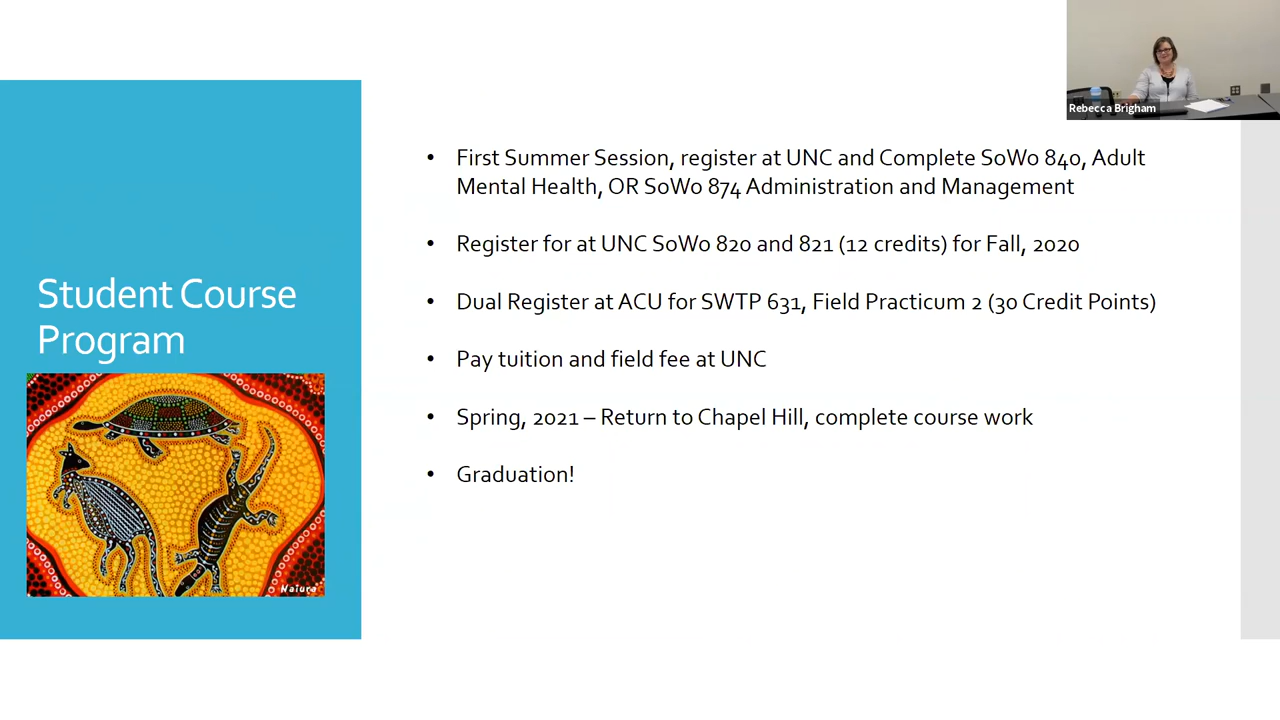 Rebecca Brigham
Student Course
Program
Naiura
• First Summer Session, register at UNC and Complete SoWo 840, Adult
Mental Health, OR SoWo 874 Administration and Management
• Register for at UNC SoWo 820 and 821 (12 credits) for Fall, 2020
• Dual Register at ACU for SWTP 631, Field Practicum 2 (30 Credit Points)
• Pay tuition and field fee at UNC
• Spring, 2021 – Return to Chapel Hill, complete course work
• Graduation!